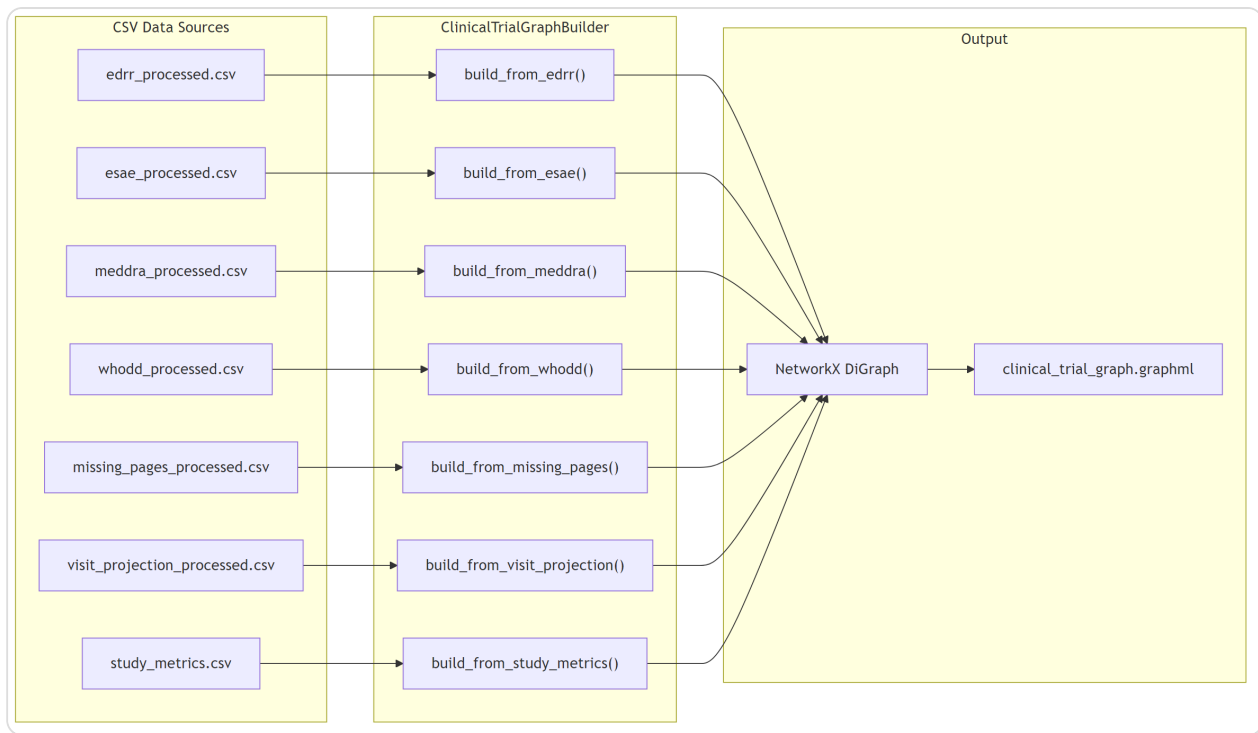 CSV Data Sources
edrr_processed.csv
esae_processed.csv
meddra_processed.csv
whodd_processed.csv
missing_pages_processed.csv
visit_projection_processed.csv
study_metrics.csv
ClinicalTrialGraphBuilder
build_from_edrr()
build_from_esae()
build_from_meddra()
build_from_whodd()
build_from_missing_pages()
build_from_visit_projection()
build_from_study_metrics()
Output
NetworkX DiGraph
clinical_trial_graph.graphml